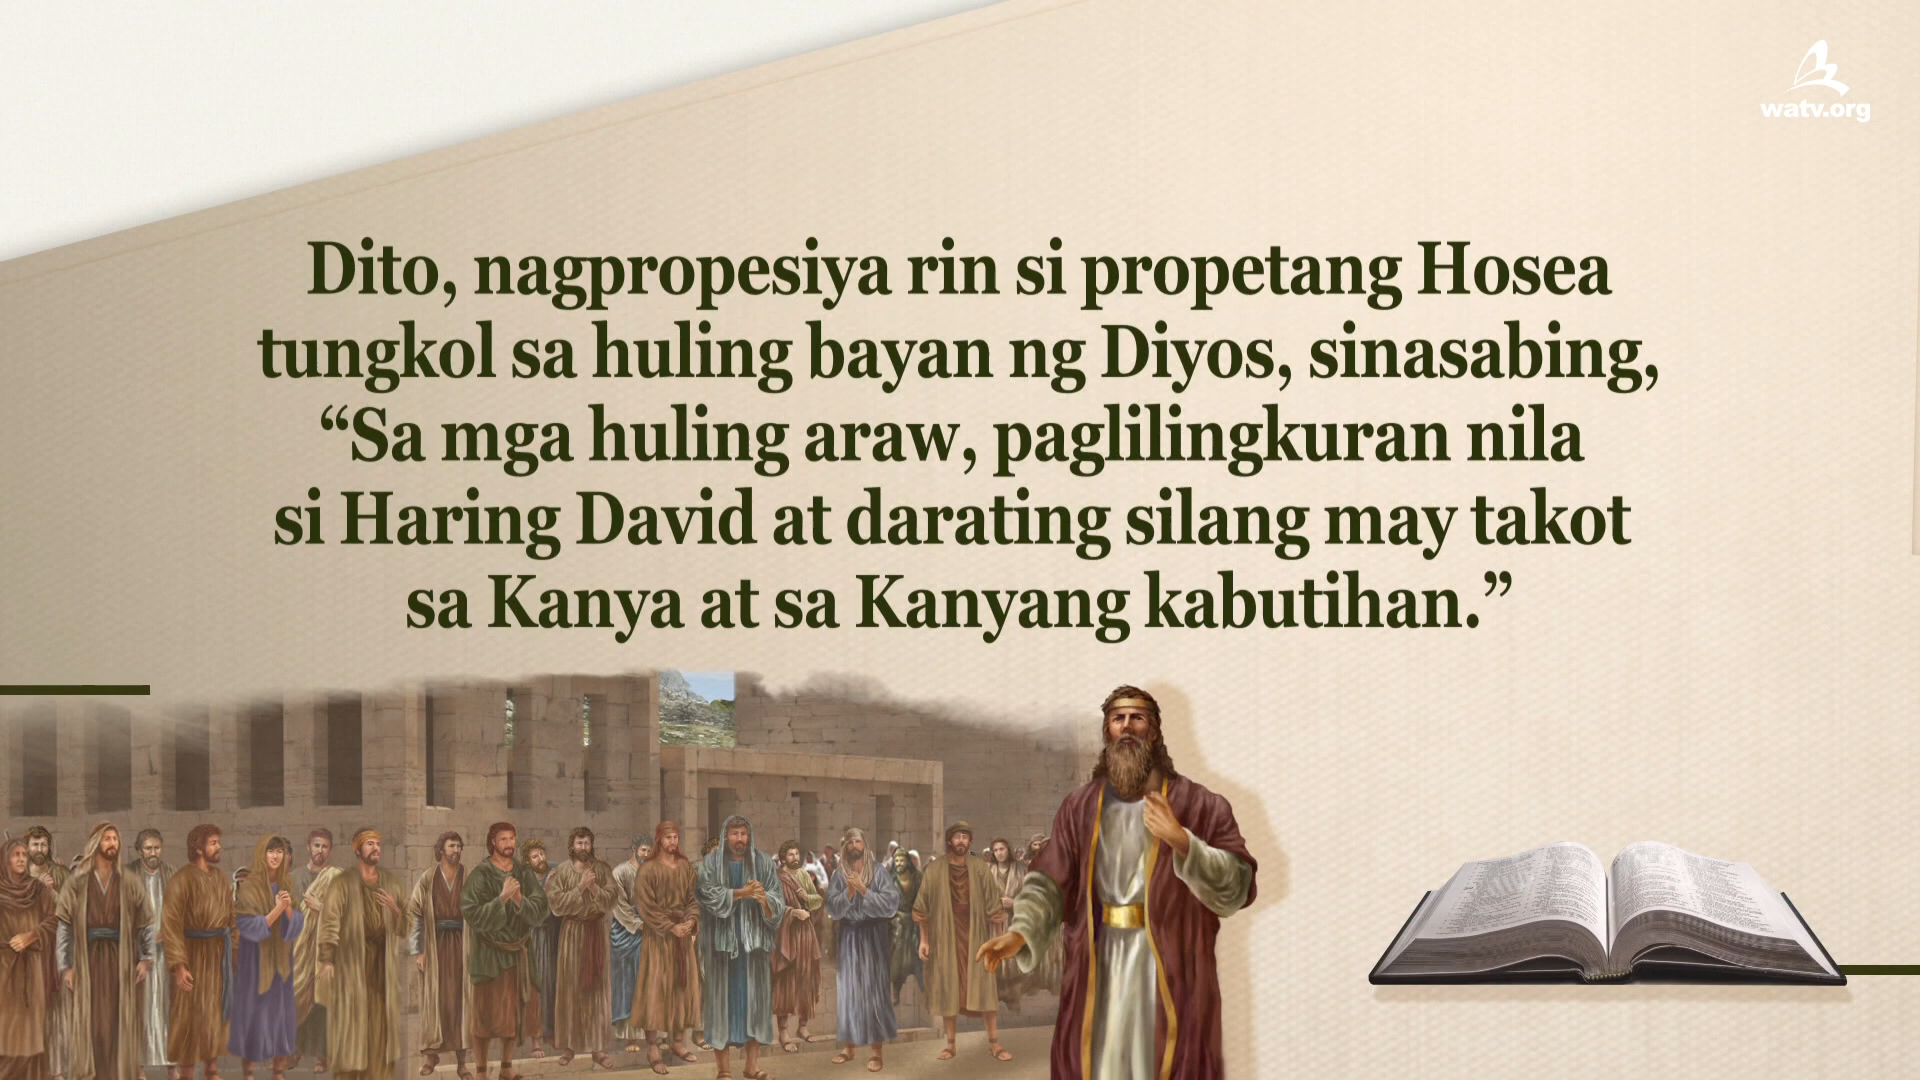 watv.org
Dito, nagpropesiya rin si propetang Hosea
tungkol sa huling bayan ng Diyos, sinasabing,
“Sa mga huling araw, paglilingkuran nila
si Haring David at darating silang may takot
sa Kanya at sa Kanyang kabutihan.”